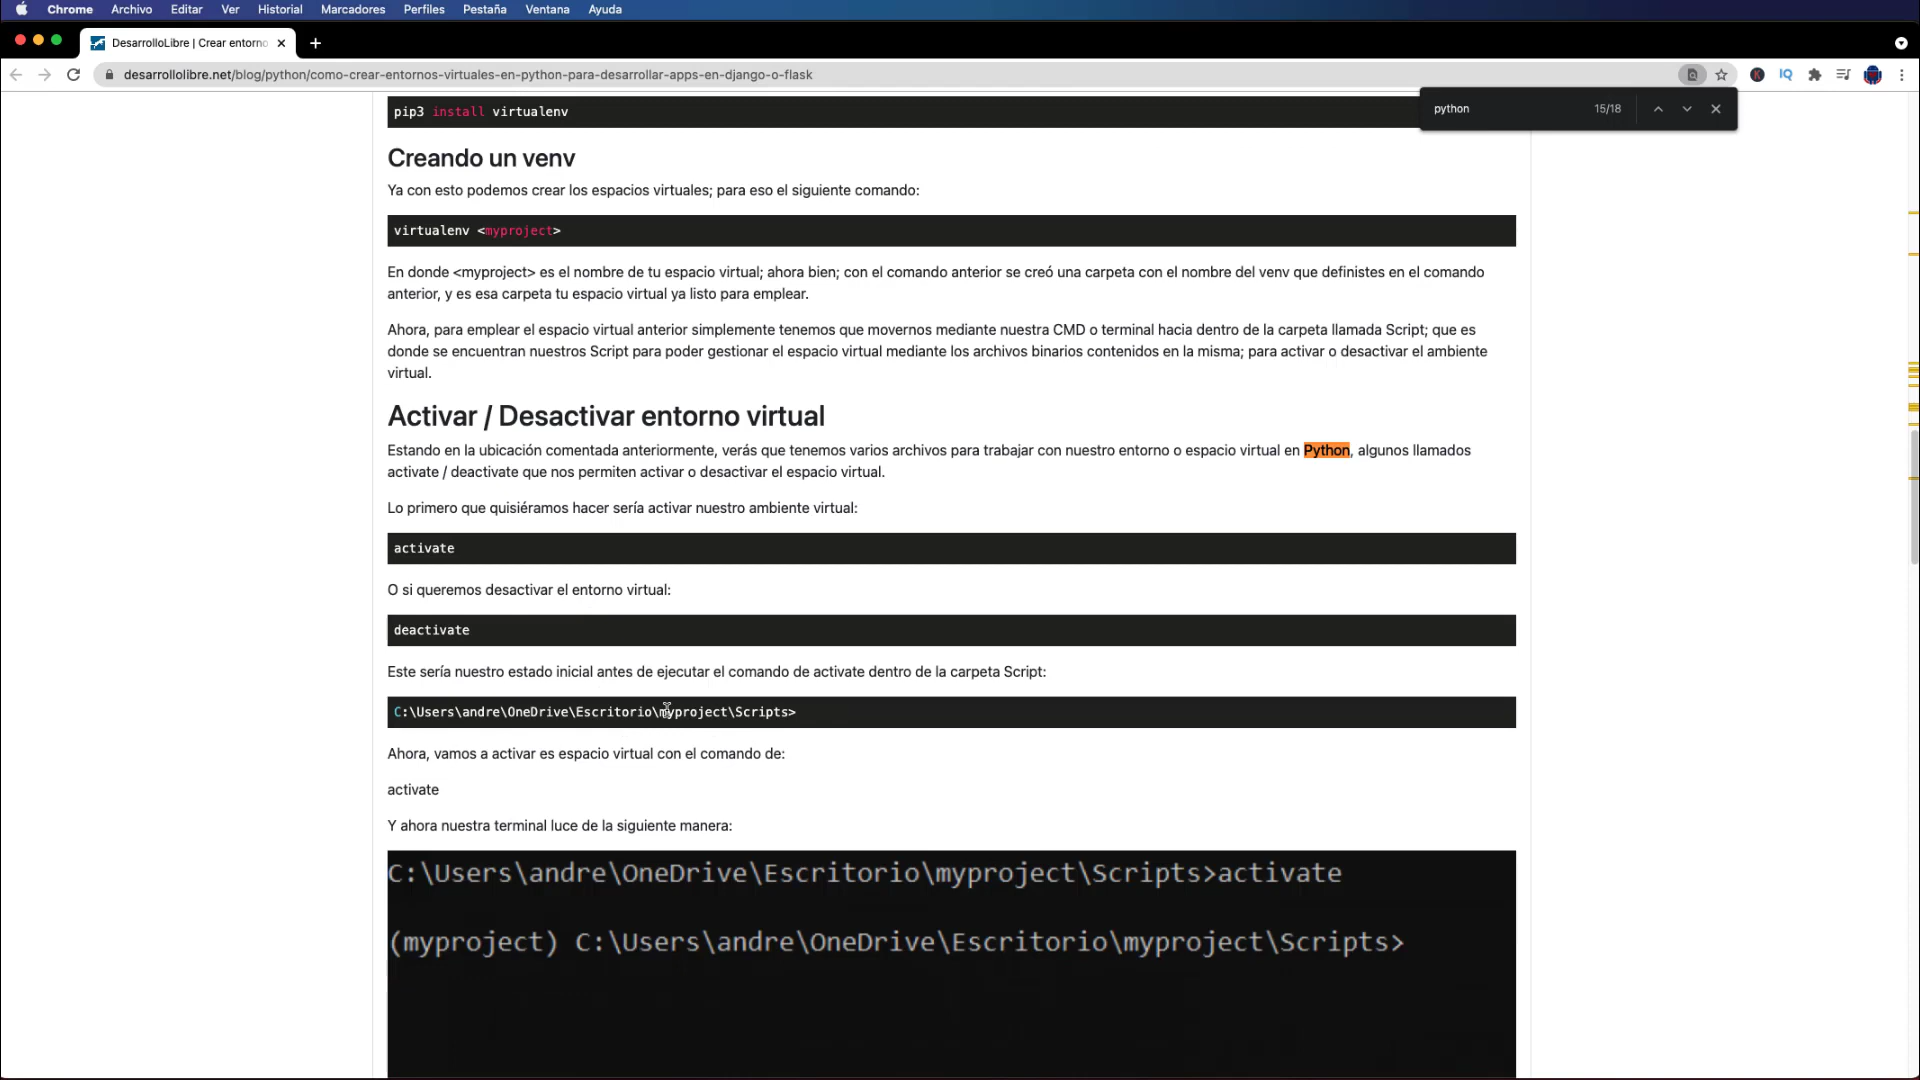 Chrome Archivo Editar Ver Historial Marcadores Perfiles Pestaña Ventana Ayuda
DesarrolloLibre | Crear entorno
desarrollolibre.net/blog/python/como-crear-entornos-virtuales-en-python-para-desarrollar-apps-en-django-o-flask
python 15/18
pip3 install virtualenv
Creando un venv
Ya con esto podemos crear los espacios virtuales; para eso el siguiente comando:
virtualenv <myproject>
En donde <myproject> es el nombre de tu espacio virtual; ahora bien; con el comando anterior se creó una carpeta con el nombre del venv que definistes en el comando
anterior, y es esa carpeta tu espacio virtual ya listo para emplear.
Ahora, para emplear el espacio virtual anterior simplemente tenemos que movernos mediante nuestra CMD o terminal hacia dentro de la carpeta llamada Script; que es
donde se encuentran nuestros Script para poder gestionar el espacio virtual mediante los archivos binarios contenidos en la misma; para activar o desactivar el ambiente
virtual.
Activar / Desactivar entorno virtual
Estando en la ubicación comentada anteriormente, verás que tenemos varios archivos para trabajar con nuestro entorno o espacio virtual en Python, algunos llamados
activate / deactivate que nos permiten activar o desactivar el espacio virtual.
Lo primero que quisiéramos hacer sería activar nuestro ambiente virtual:
activate
O si queremos desactivar el entorno virtual:
deactivate
Este sería nuestro estado inicial antes de ejecutar el comando de activate dentro de la carpeta Script:
C:\Users\andre\OneDrive\Escritorio\myproject\Scripts>
Ahora, vamos a activar es espacio virtual con el comando de:
activate
Y ahora nuestra terminal luce de la siguiente manera:
C:\Users\andre\OneDrive\Escritorio\myproject\Scripts>activate
(myproject) C:\Users\andre\OneDrive\Escritorio\myproject\Scripts>